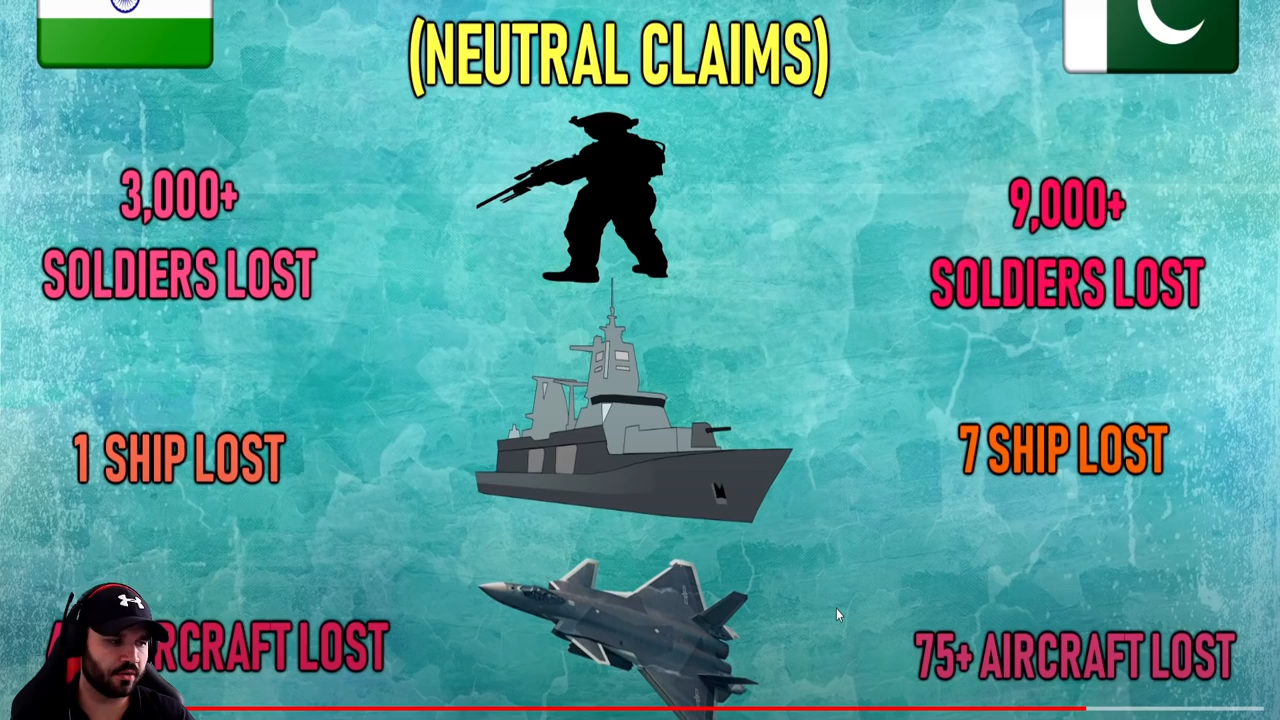 (NEUTRAL CLAIMS)
3,000+
SOLDIERS LOST
9,000+
SOLDIERS LOST
1 SHIP LOST
7 SHIP LOST
LOST
75+ AIRCRAFT LOST